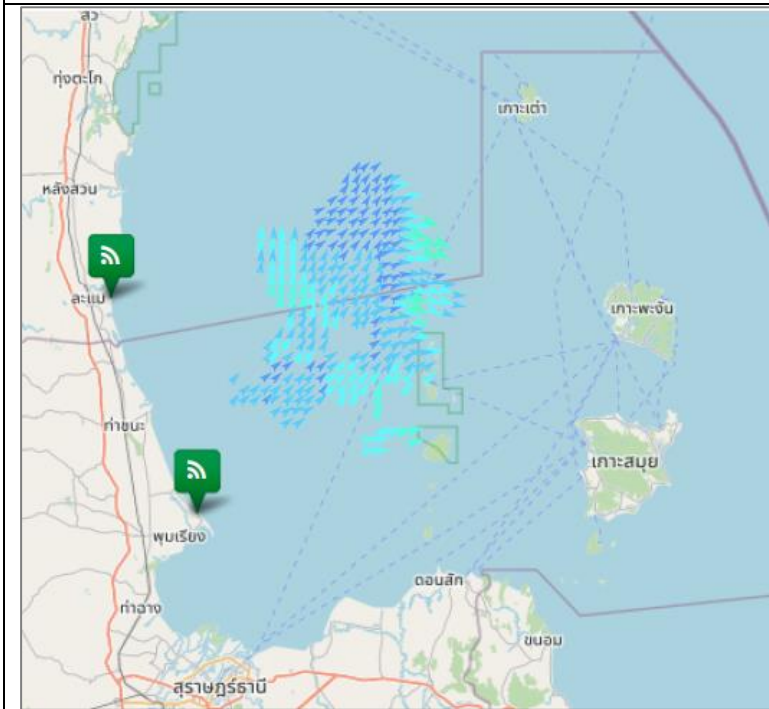 สวี
ทุ่งตะโก
เกาะเต่า
หลังสวน
ละแม
เกาะพะงัน
ท่าชนะ
เกาะสมุย
พุมเรียง
ดอนสัก
ท่าฉาง
ขนอม
สุราษฎร์ธานี